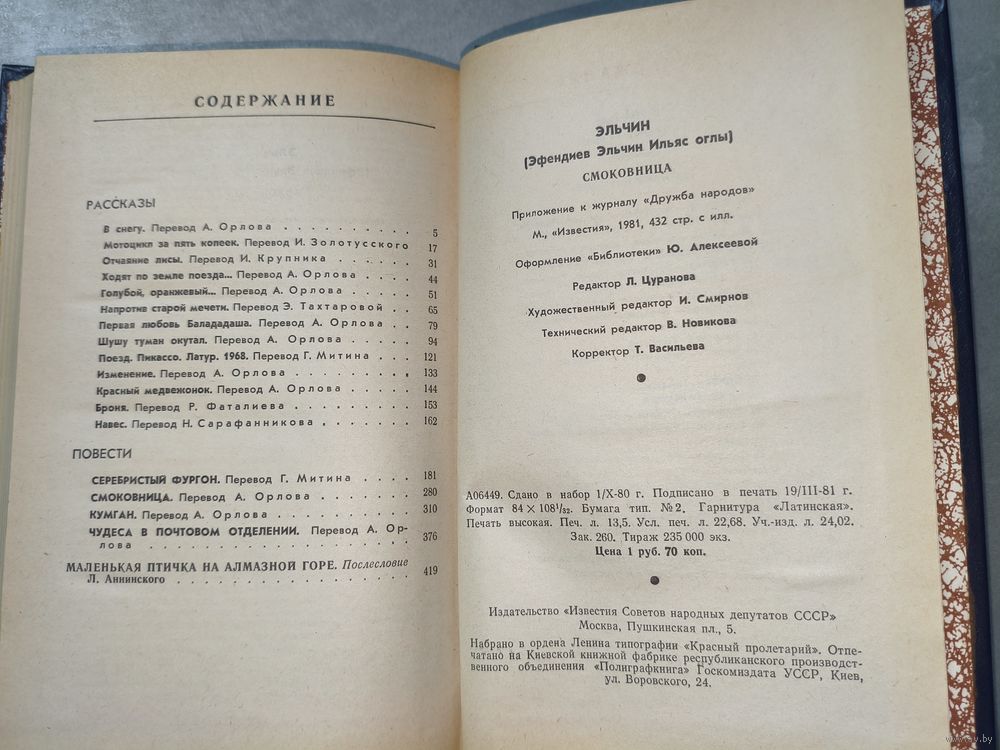 СОДЕРЖАНИЕ
РАССКАЗЫ
В снегу. Перевод А. Орлова . . . . . . . . . . 5
Мотоцикл за пять копеек. Перевод И. Золотусского 17
Отчаяние лисы. Перевод И. Крупника . . . . . . 31
Ходят по земле поезда... Перевод А. Орлова . . . 44
Голубой, оранжевый... Перевод А. Орлова . . . . 51
Напротив старой мечети. Перевод Э. Тахтаровой . . 65
Первая любовь Балададаша. Перевод А. Орлова . . 79
Шушу туман окутал. Перевод А. Орлова . . . . 94
Поезд. Пикассо. Латур. 1968. Перевод Г. Митина . . . 121
Изменение. Перевод А. Орлова . . . . . . . . 133
Красный медвежонок. Перевод А. Орлова . . . . 144
Броня. Перевод Р. Фаталиева . . . . . . . . . 153
Навес. Перевод Н. Сарафанникова . . . . . . . 162
ПОВЕСТИ
СЕРЕБРИСТЫЙ ФУРГОН. Перевод Г. Митина . . . . 181
СМОКОВНИЦА. Перевод А. Орлова . . . . . . . 280
КУМГАН. Перевод А. Орлова . . . . . . . . . 310
ЧУДЕСА В ПОЧТОВОМ ОТДЕЛЕНИИ. Перевод А. Ор-
лова . . . . . . . . . . . . . . . . . 376
МАЛЕНЬКАЯ ПТИЧКА НА АЛМАЗНОЙ ГОРЕ. Послесловие
Л. Аннинского . . . . . . . . . . . . . . 419
ЭЛЬЧИН
(Эфендиев Эльчин Ильяс оглы)
СМОКОВНИЦА
Приложение к журналу «Дружба народов»
М., «Известия», 1981, 432 стр. с илл.
Оформление «Библиотеки» Ю. Алексеевой
Редактор Л. Цуранова
Художественный редактор И. Смирнов
Технический редактор В. Новикова
Корректор Т. Васильева
А06449. Сдано в набор 1/X-80 г. Подписано в печать 19/III-81 г.
Формат 84 × 108¹/₃₂. Бумага тип. №2, Гарнитура «Латинская».
Печать высокая. Печ. л. 13,5. Усл. печ. л. 22,68. Уч.-изд. л. 24,02.
Зак. 260. Тираж 235 000 экз.
Цена 1 руб. 70 коп.
Издательство «Известия Советов народных депутатов СССР»
Москва, Пушкинская пл., 5.
Набрано в ордена Ленина типографии «Красный пролетарий». Отпе-
чатано на Киевской книжной фабрике республиканского производст-
венного объединения «Полиграфкнига» Госкомиздата УССР, Киев,
ул. Воровского, 24.